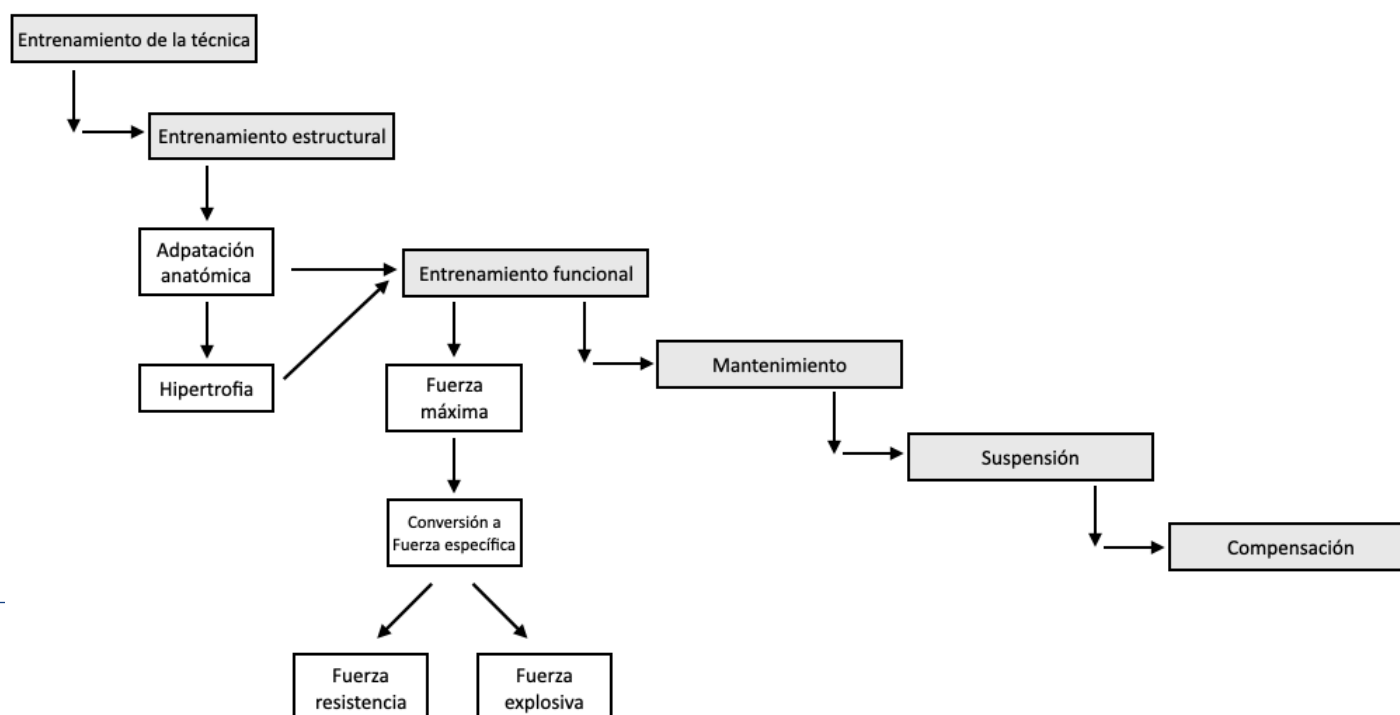 Entrenamiento de la técnica
Entrenamiento estructural
Adpatación
anatómica
Hipertrofia
Entrenamiento funcional
Fuerza
máxima
Conversión a
Fuerza específica
Fuerza
resistencia
Fuerza
explosiva
Mantenimiento
Suspensión
Compensación